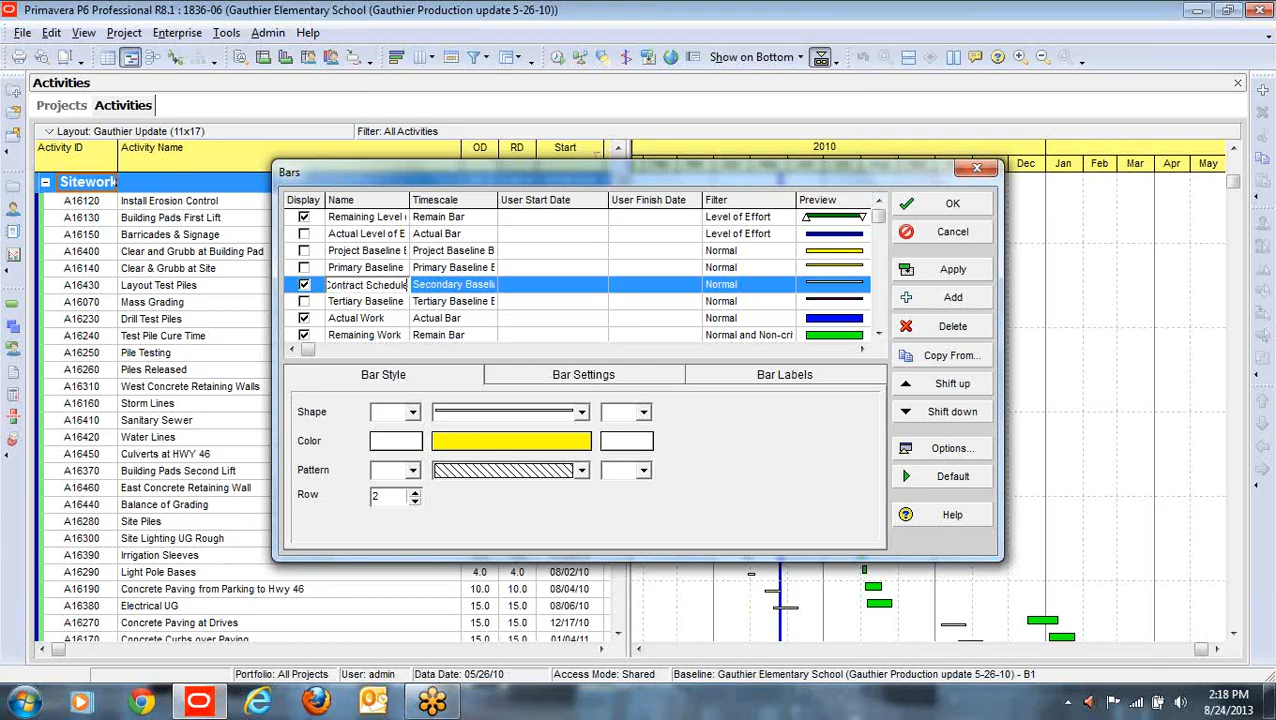 Primavera P6 Professional R8.1 : 1836-06 (Gauthier Elementary School (Gauthier Production update 5-26-10))
File Edit View Project Enterprise Tools Admin Help
Show on Bottom
Activities
Projects Activities
Layout: Gauthier Update (11x17) Filter: All Activities
Activity ID Activity Name OD RD Start 2010
Dec Jan Feb Mar Apr May
Sitework
A16120 Install Erosion Control
A16130 Building Pads First Lift
A16150 Barricades & Signage
A16360 Clear and Grubb at Building Pad
A16140 Clear & Grubb at Site
A16430 Layout Test Piles
A16070 Mass Grading
A16230 Drill Test Piles
A16240 Test Pile Cure Time
A16250 Pile Testing
A16260 Piles Released
A16310 West Concrete Retaining Walls
A16160 Storm Lines
A16410 Sanitary Sewer
A16420 Water Lines
A16450 Culverts at HWY 46
A16370 Building Pads Second Lift
A16460 East Concrete Retaining Wall
A16440 Balance of Grading
A16280 Site Piles
A16300 Site Lighting UG Rough
A16390 Irrigation Sleeves
A16290 Light Pole Bases 4.0 4.0 08/02/10
A16190 Concrete Paving from Parking to Hwy 46 10.0 10.0 08/04/10
A16380 Electrical UG 15.0 15.0 08/06/10
A16270 Concrete Paving at Drives 15.0 15.0 12/17/10
A16170 Concrete Curbs over Paving 15.0 15.0 01/04/11
Bars
Display Name Timescale User Start Date User Finish Date Filter Preview
Remaining Level Remain Bar Level of Effort
Actual Level of E Actual Bar Level of Effort
Project Baseline Project Baseline B Normal
Primary Baseline Primary Baseline E Normal
Contract Schedule Secondary Baseli Normal
Tertiary Baseline Tertiary Baseline E Normal
Actual Work Actual Bar Normal
Remaining Work Remain Bar Normal and Non-cri
Bar Style Bar Settings Bar Labels
Shape
Color
Pattern
Row 2
OK
Cancel
Apply
Add
Delete
Copy From...
Shift up
Shift down
Options...
Default
Help
Portfolio: All Projects User: admin Data Date: 05/26/10 Access Mode: Shared Baseline: Gauthier Elementary School (Gauthier Production update 5-26-10) - B1
2:18 PM
8/24/2013